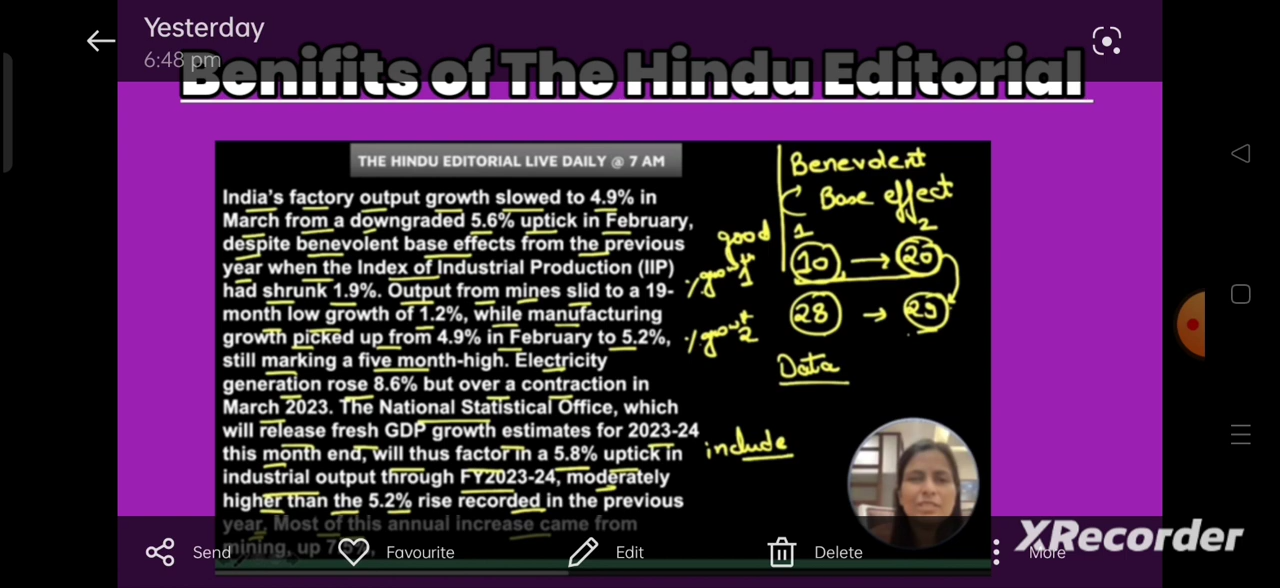 Yesterday
6:48 pm
Benifits of The Hindu Editorial
THE HINDU EDITORIAL LIVE DAILY @ 7 AM
India's factory output growth slowed to 4.9% in
March from a downgraded 5.6% uptick in February,
despite benevolent base effects from the previous
year when the Index of Industrial Production (IIP)
had shrunk 1.9%. Output from mines slid to a 19-
month low growth of 1.2%, while manufacturing
growth picked up from 4.9% in February to 5.2%,
still marking a five month-high. Electricity
generation rose 8.6% but over a contraction in
March 2023. The National Statistical Office, which
will release fresh GDP growth estimates for 2023-24
this month end, will thus factor in a 5.8% uptick in
industrial output through FY2023-24, moderately
higher than the 5.2% rise recorded in the previous
year. Most of this annual increase came from
mining, up 7
Benevolent
Base effect
good
1
2
10 → 20
1
28 → 29
2
Data
include
Send
Favourite
Edit
Delete
More
XRecorder